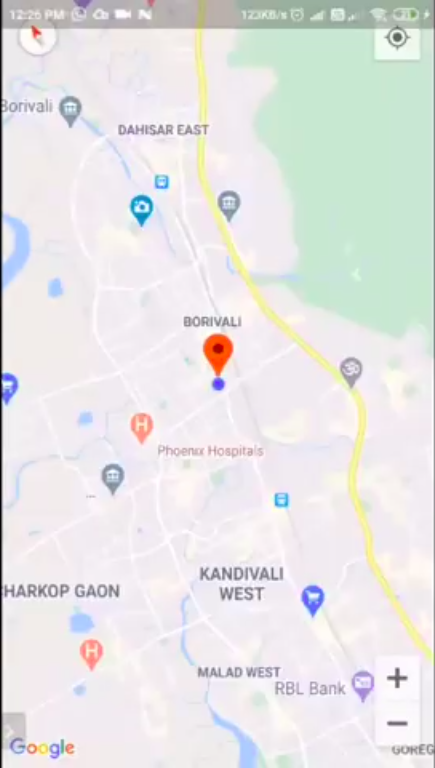 12:26 PM
123KB/s
Borivali
DAHISAR EAST
BORIVALI
Phoenix Hospitals
...
KANDIVALI
WEST
HARKOP GAON
MALAD WEST
RBL Bank
+
−
Google
GOREG